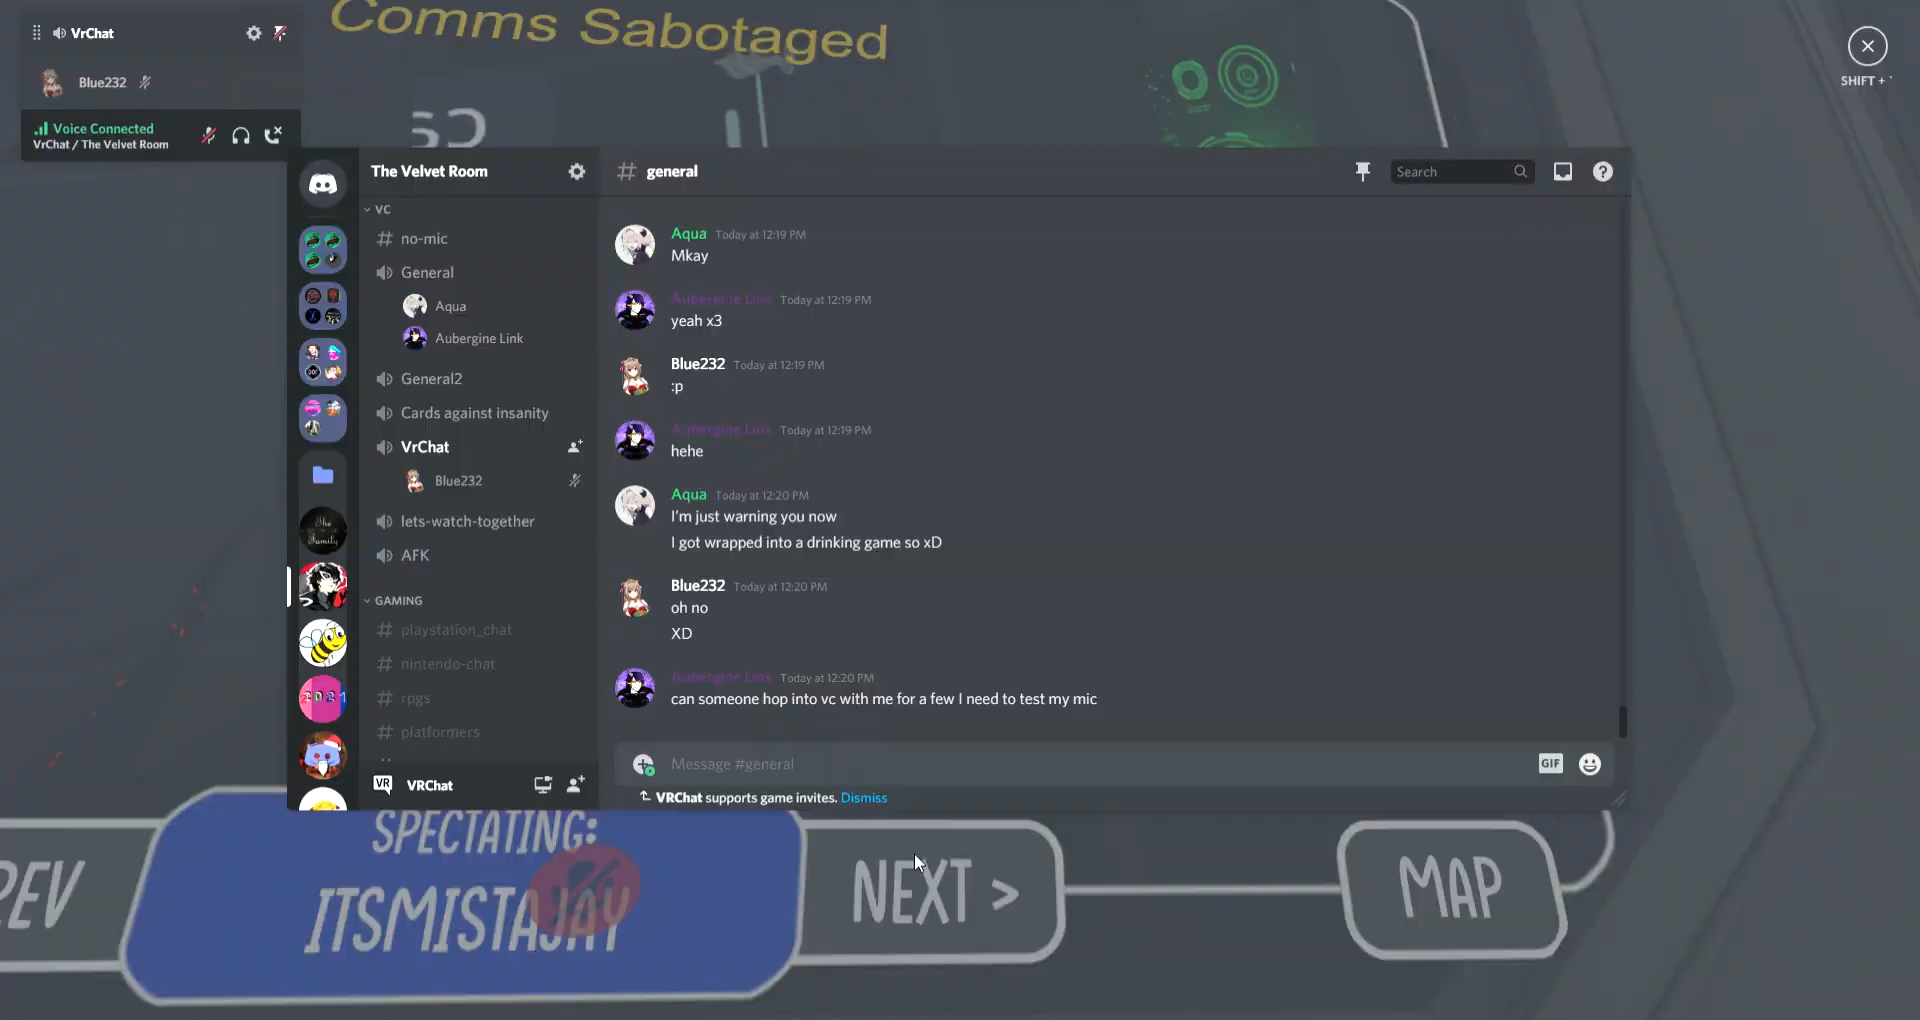 Comms Sabotaged
VrChat
Blue232
Voice Connected
VrChat / The Velvet Room
SHIFT + `
The Velvet Room
general
Search
VC
no-mic
General
Aqua
Aubergine Link
General2
Cards against insanity
VrChat
Blue232
lets-watch-together
AFK
GAMING
playstation_chat
nintendo-chat
rpgs
platformers
VR
VRChat
The
Family
2021
Aqua Today at 12:19 PM
Mkay
Aubergine Link Today at 12:19 PM
yeah x3
Blue232 Today at 12:19 PM
:p
Aubergine Link Today at 12:19 PM
hehe
Aqua Today at 12:20 PM
I'm just warning you now
I got wrapped into a drinking game so xD
Blue232 Today at 12:20 PM
oh no
XD
Aubergine Link Today at 12:20 PM
can someone hop into vc with me for a few I need to test my mic
Message #general
GIF
VRChat supports game invites. Dismiss
SPECTATING:
ITSMISTAJAY
NEXT >
MAP